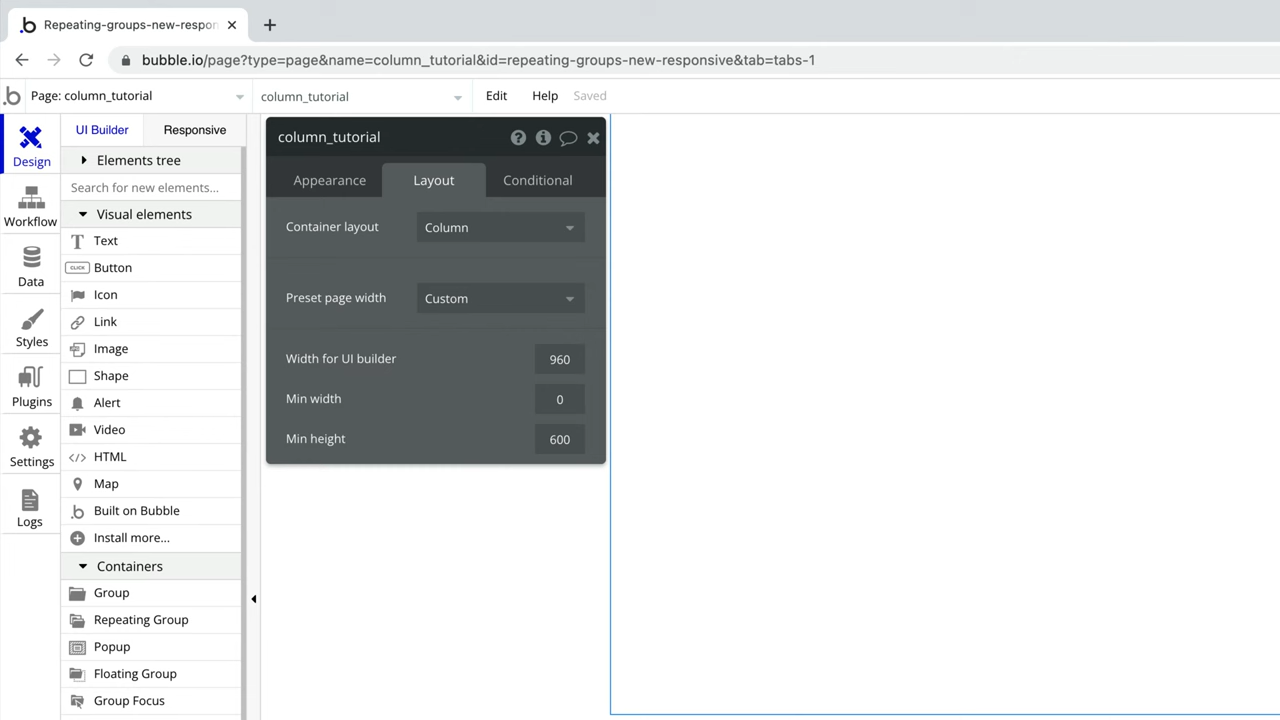 Repeating-groups-new-respon
bubble.io/page?type=page&name=column_tutorial&id=repeating-groups-new-responsive&tab=tabs-1
Page: column_tutorial
column_tutorial
Edit
Help
Saved
Design
Workflow
Data
Styles
Plugins
Settings
Logs
UI Builder
Responsive
Elements tree
Search for new elements...
Visual elements
Text
CLICK Button
Icon
Link
Image
Shape
Alert
Video
HTML
Map
Built on Bubble
Install more...
Containers
Group
Repeating Group
Popup
Floating Group
Group Focus
column_tutorial
Appearance
Layout
Conditional
Container layout Column
Preset page width Custom
Width for UI builder 960
Min width 0
Min height 600